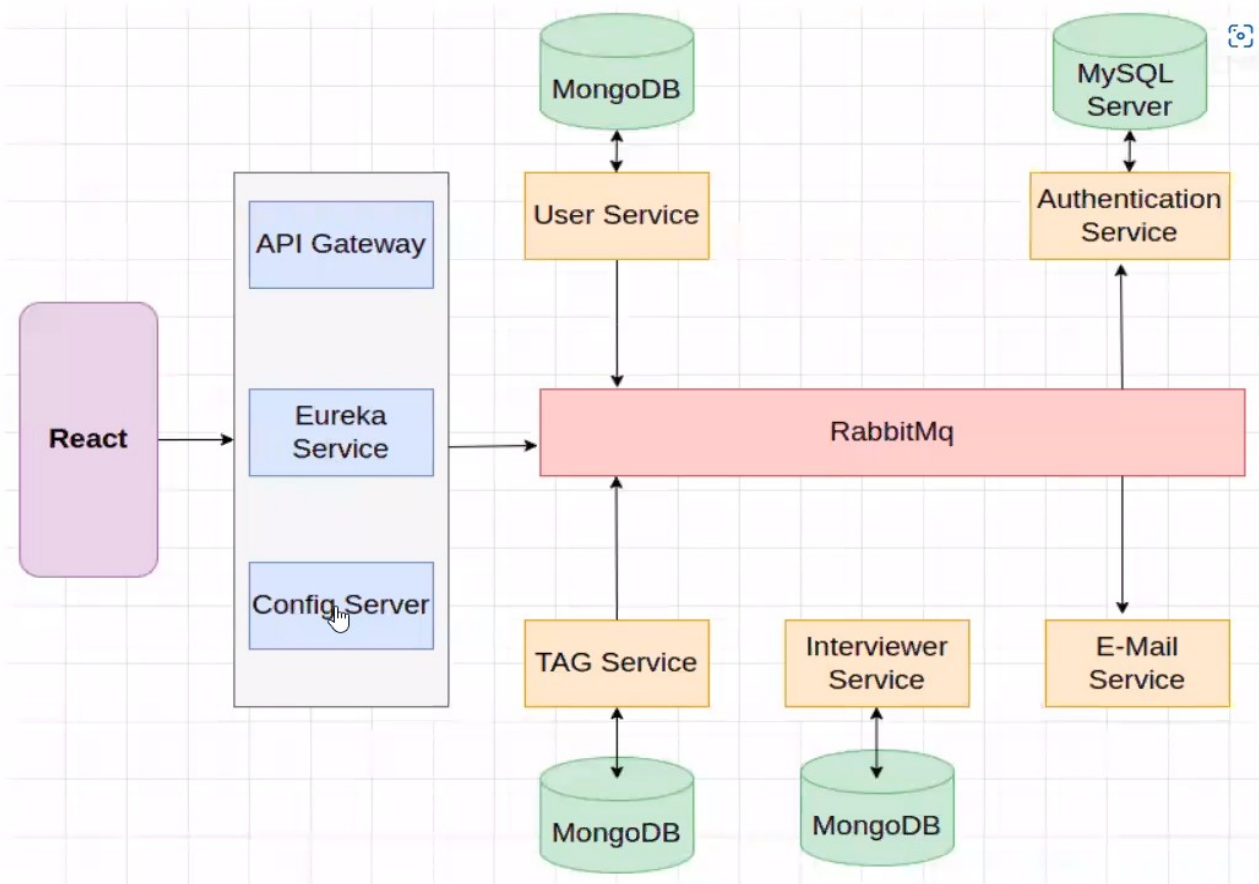 MongoDB
MySQL
Server
User Service
Authentication
Service
API Gateway
React
Eureka
Service
RabbitMq
Config Server
TAG Service
Interviewer
Service
E-Mail
Service
MongoDB
MongoDB